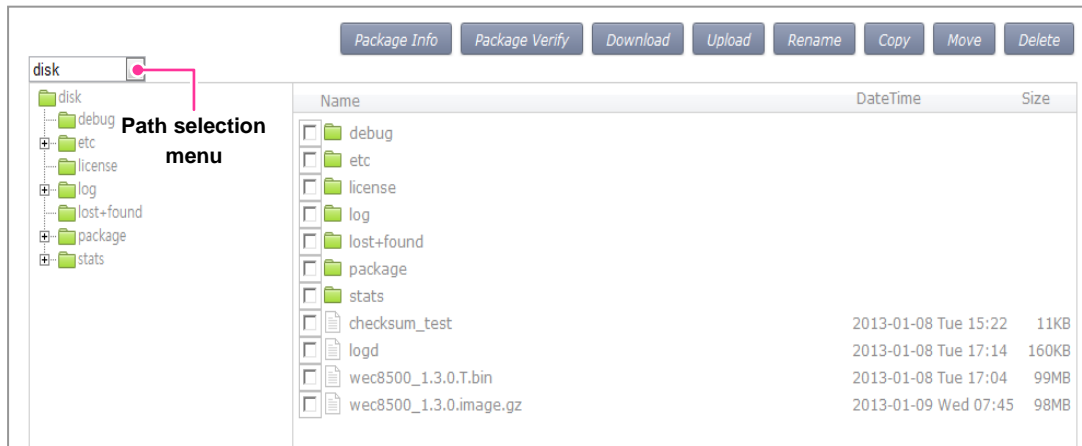 Package Info Package Verify Download Upload Rename Copy Move Delete
disk
disk
debug
etc
license
log
lost+found
package
stats
Path selection
menu
Name DateTime Size
debug
etc
license
log
lost+found
package
stats
checksum_test 2013-01-08 Tue 15:22 11KB
logd 2013-01-08 Tue 17:14 160KB
wec8500_1.3.0.T.bin 2013-01-08 Tue 17:04 99MB
wec8500_1.3.0.image.gz 2013-01-09 Wed 07:45 98MB